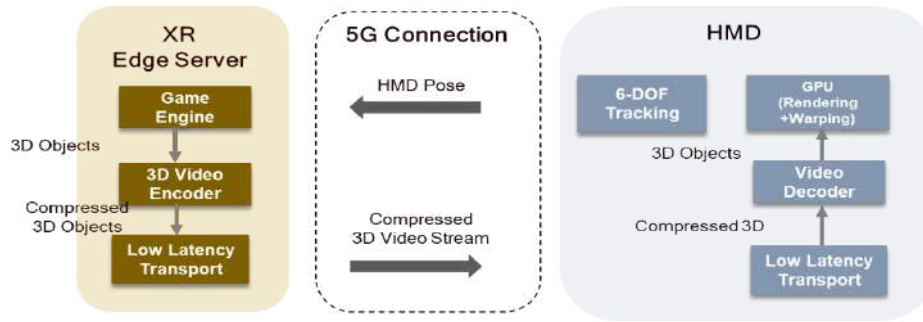 XR
Edge Server
Game
Engine
3D Objects
3D Video
Encoder
Compressed
3D Objects
Low Latency
Transport
5G Connection
HMD Pose
Compressed
3D Video Stream
HMD
6-DOF
Tracking
GPU
(Rendering
+Warping)
3D Objects
Video
Decoder
Compressed 3D
Low Latency
Transport